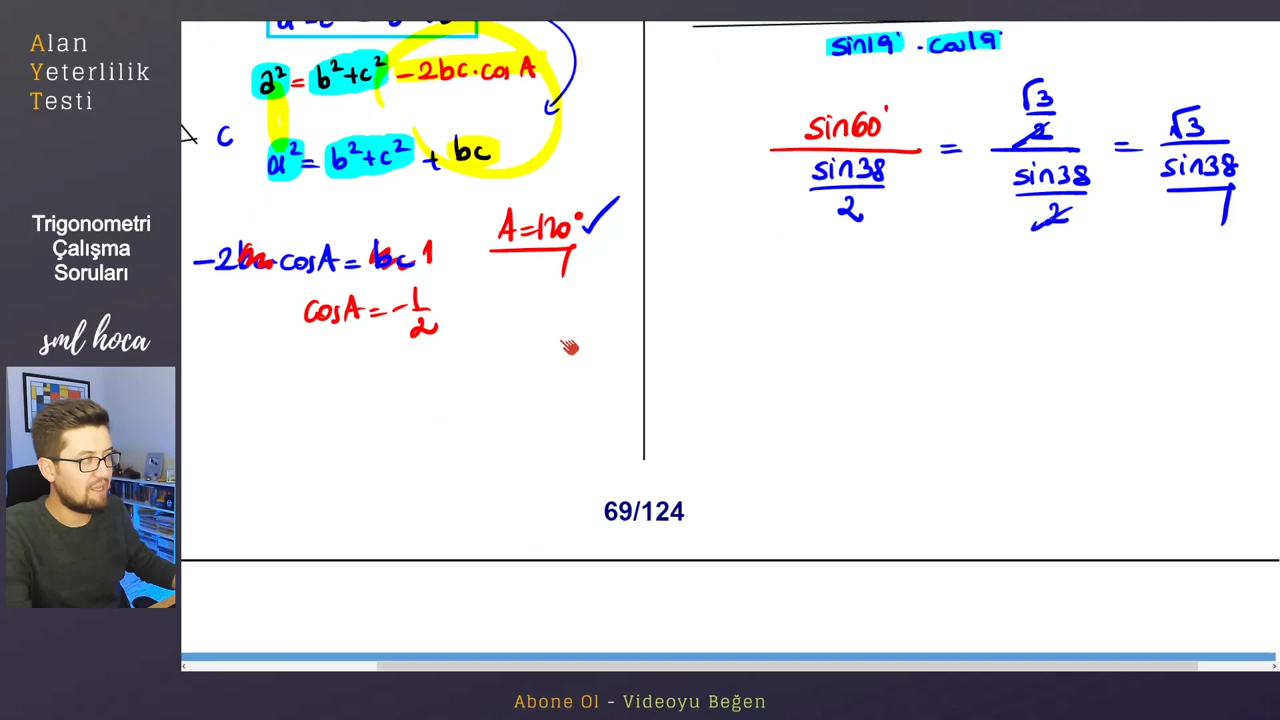 Alan
Yeterlilik
Testi
Trigonometri
Çalışma
Soruları
sml hoca
a² = b²+c² -2bc·cosA
c
a² = b²+c² + bc
-2bc·cosA = bc 1
A=120°
cosA = -1/2
sin19° · cos19°
sin60° / (sin38/2) = (√3/2) / (sin38/2) = √3/sin38
69/124
Abone Ol - Videoyu Beğen